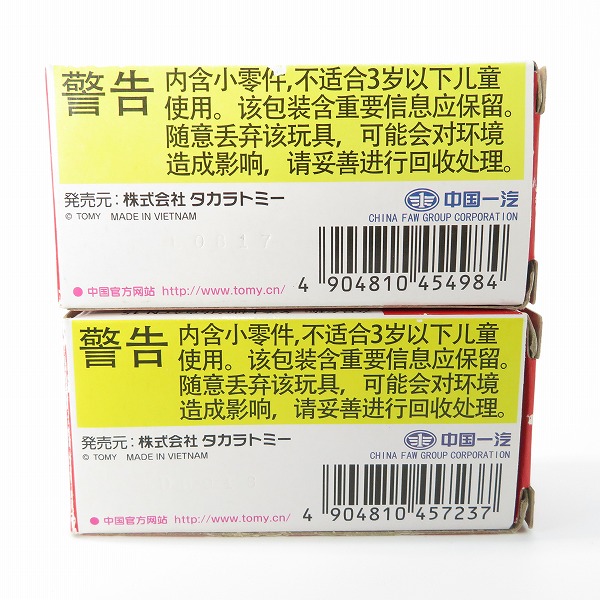 警告
内含小零件,不适合3岁以下儿童
使用。该包装含重要信息应保留。
随意丢弃该玩具，可能会对环境
造成影响，请妥善进行回收处理。
発売元：株式会社 タカラトミー
© TOMY MADE IN VIETNAM
中国一汽
CHINA FAW GROUP CORPORATION
● 中国官方网站 http://www.tomy.cn/
4 904810 454984
警告
内含小零件,不适合3岁以下儿童
使用。该包装含重要信息应保留。
随意丢弃该玩具，可能会对环境
造成影响，请妥善进行回收处理。
発売元：株式会社 タカラトミー
© TOMY MADE IN VIETNAM
中国一汽
CHINA FAW GROUP CORPORATION
● 中国官方网站 http://www.tomy.cn/
4 904810 457237